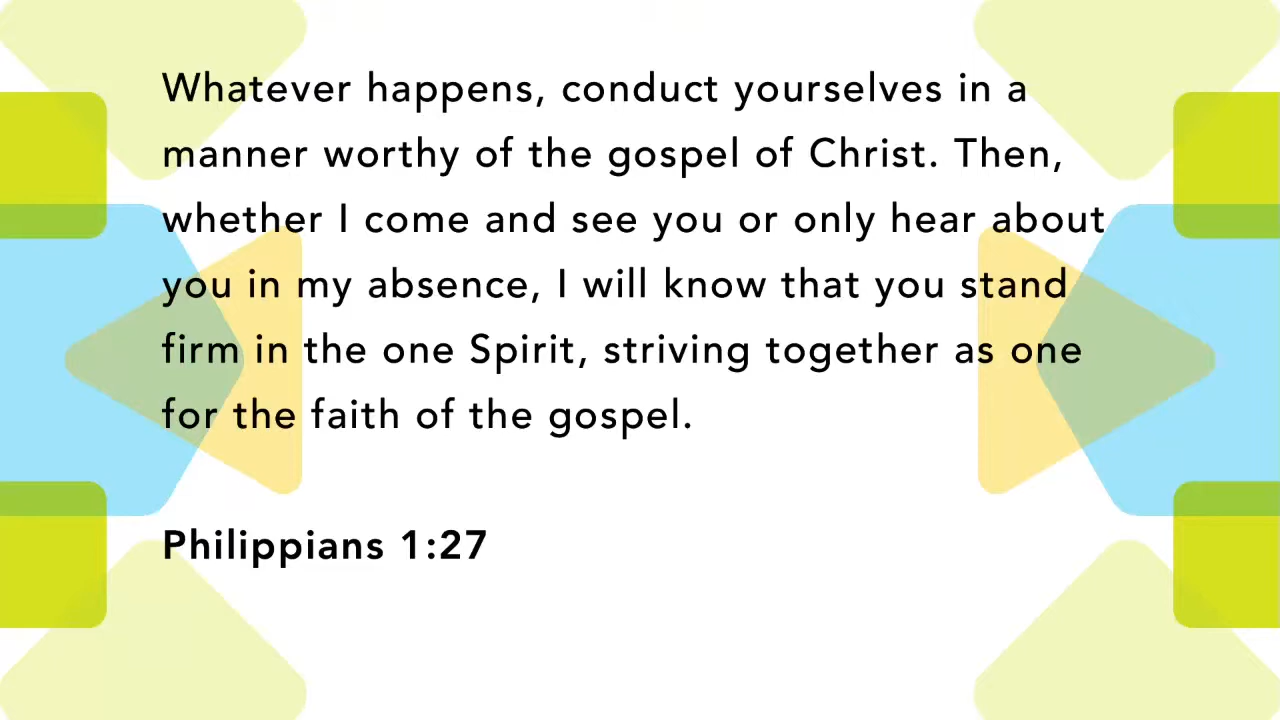 Whatever happens, conduct yourselves in a
manner worthy of the gospel of Christ. Then,
whether I come and see you or only hear about
you in my absence, I will know that you stand
firm in the one Spirit, striving together as one
for the faith of the gospel.
Philippians 1:27